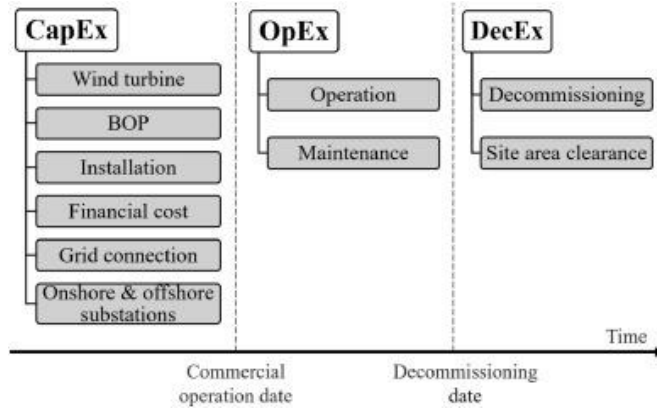 CapEx
Wind turbine
BOP
Installation
Financial cost
Grid connection
Onshore & offshore
substations
OpEx
Operation
Maintenance
DecEx
Decommissioning
Site area clearance
Time
Commercial
operation date
Decommissioning
date